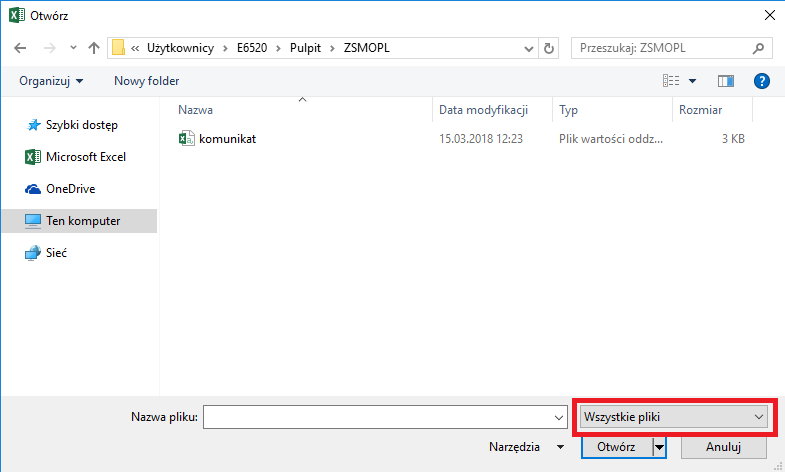 Otwórz
« Użytkownicy > E6520 > Pulpit > ZSMOPL
Przeszukaj: ZSMOPL
Organizuj
Nowy folder
Nazwa
Data modyfikacji
Typ
Rozmiar
Szybki dostęp
Microsoft Excel
OneDrive
Ten komputer
Sieć
komunikat
15.03.2018 12:23
Plik wartości oddz...
3 KB
Nazwa pliku:
Wszystkie pliki
Narzędzia
Otwórz
Anuluj